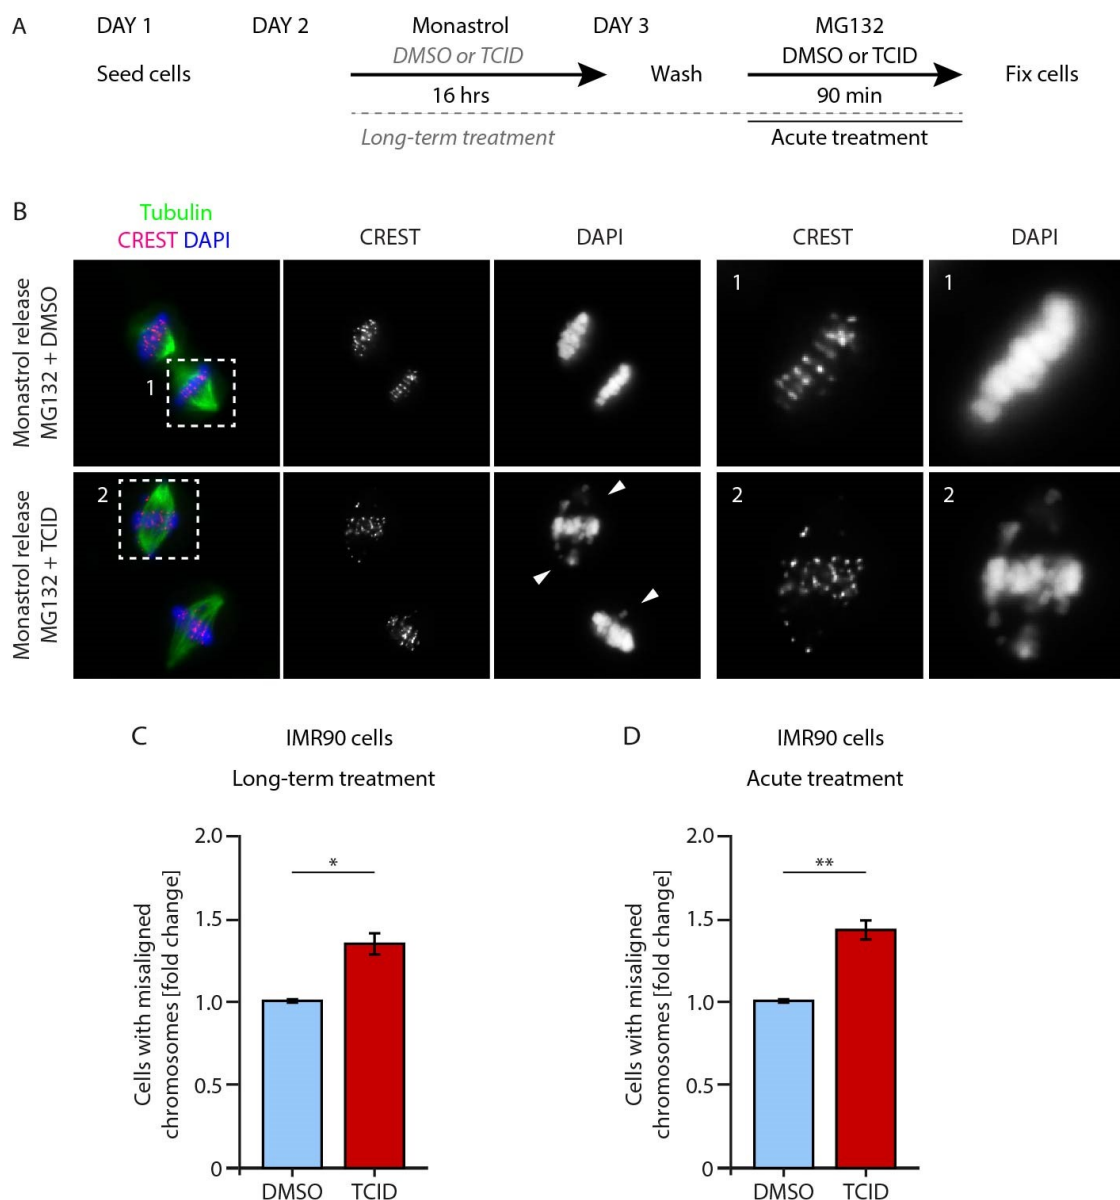 A
DAY 1
DAY 2
Monastrol
DAY 3
MG132
DMSO or TCID
DMSO or TCID
Seed cells
Wash
Fix cells
16 hrs
90 min
Long-term treatment
Acute treatment
B
Tubulin
CREST DAPI
CREST
DAPI
CREST
DAPI
Monastrol release
MG132 + DMSO
1
1
1
Monastrol release
MG132 + TCID
2
2
2
C
IMR90 cells
Long-term treatment
Cells with misaligned
chromosomes [fold change]
2.0
1.5
1.0
0.5
0
*
DMSO
TCID
D
IMR90 cells
Acute treatment
Cells with misaligned
chromosomes [fold change]
2.0
1.5
1.0
0.5
0
**
DMSO
TCID